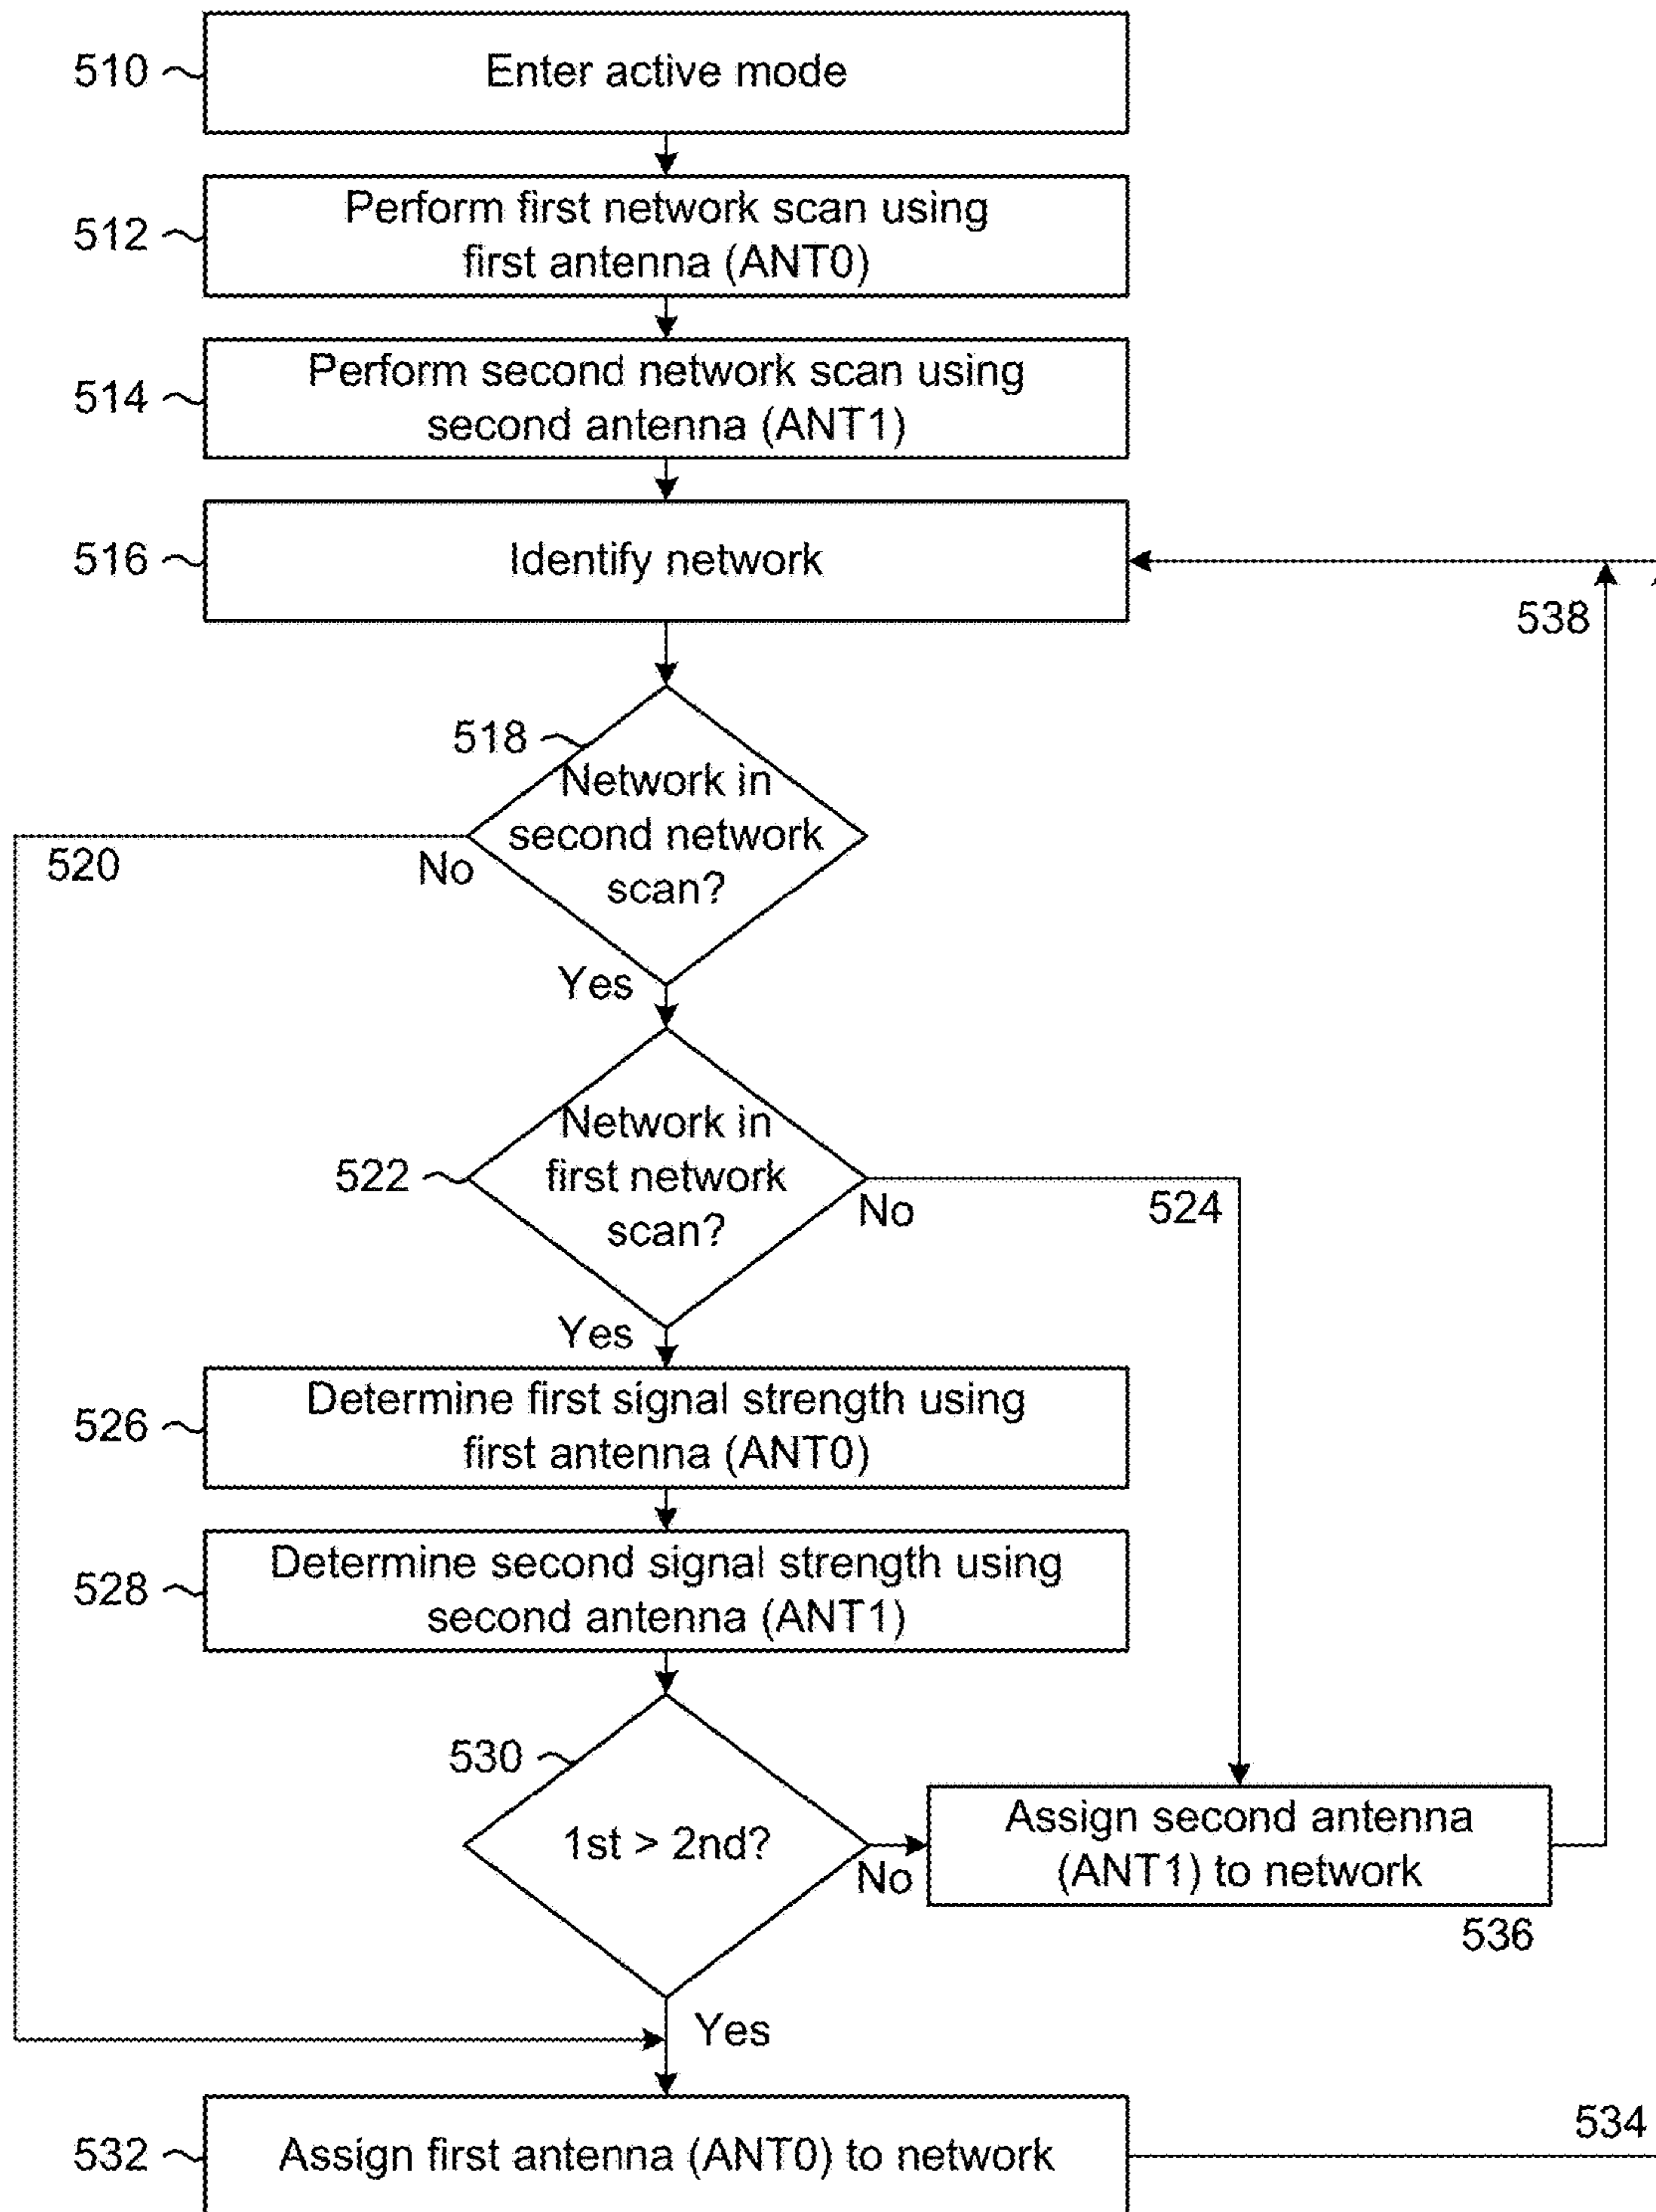 510
Enter active mode
512
Perform first network scan using
first antenna (ANT0)
514
Perform second network scan using
second antenna (ANT1)
516
Identify network
538
518
Network in
second network
scan?
520
No
Yes
522
Network in
first network
scan?
No
524
Yes
526
Determine first signal strength using
first antenna (ANT0)
528
Determine second signal strength using
second antenna (ANT1)
530
1st > 2nd?
No
Assign second antenna
(ANT1) to network
536
Yes
532
Assign first antenna (ANT0) to network
534